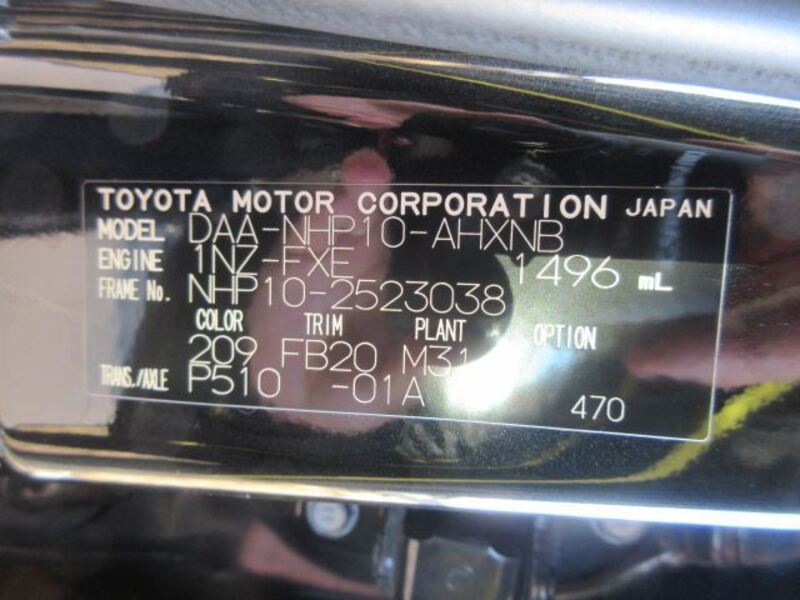 TOYOTA MOTOR CORPORATION JAPAN
MODEL DAA-NHP10-AHXNB
ENGINE 1NZ-FXE 1496 mL
FRAME No. NHP10-2523038
COLOR TRIM PLANT OPTION
209 FB20 M31
TRANS./AXLE P510 -01A
470